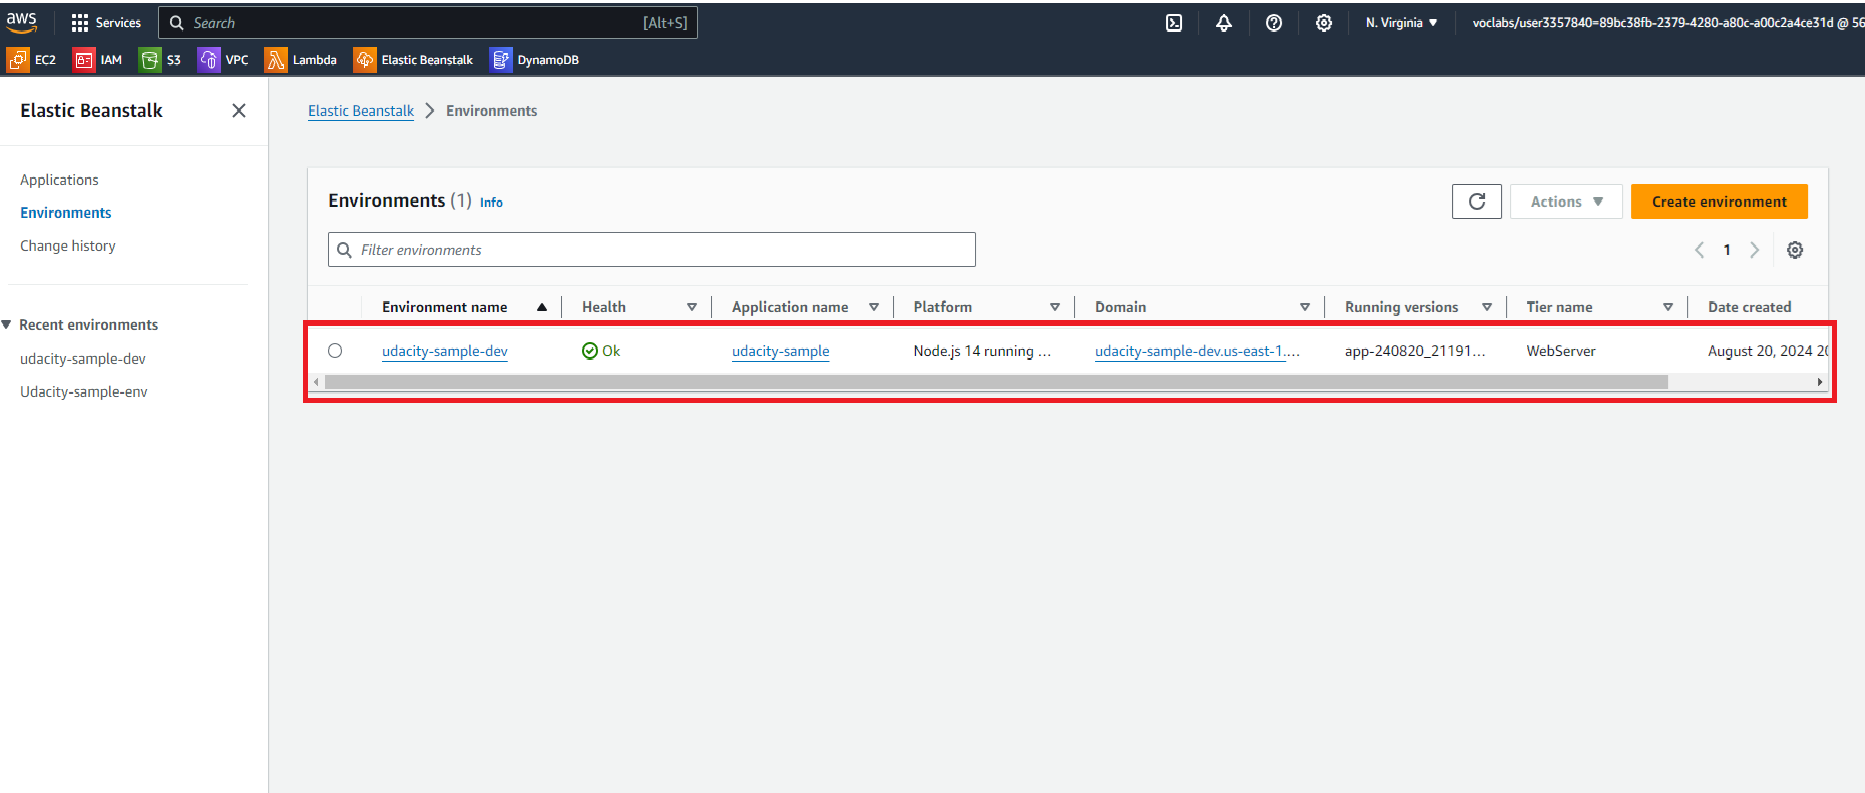 aws Services Search [Alt+S] N. Virginia voclabs/user3357840=89bc38fb-2379-4280-a80c-a00c2a4ce31d @ 56
EC2 IAM S3 VPC Lambda Elastic Beanstalk DynamoDB
Elastic Beanstalk
Applications
Environments
Change history
Recent environments
udacity-sample-dev
Udacity-sample-env
Elastic Beanstalk Environments
Environments (1) Info
Actions Create environment
Filter environments
1
Environment name Health Application name Platform Domain Running versions Tier name Date created
udacity-sample-dev Ok udacity-sample Node.js 14 running ... udacity-sample-dev.us-east-1.... app-240820_21191... WebServer August 20, 2024 20